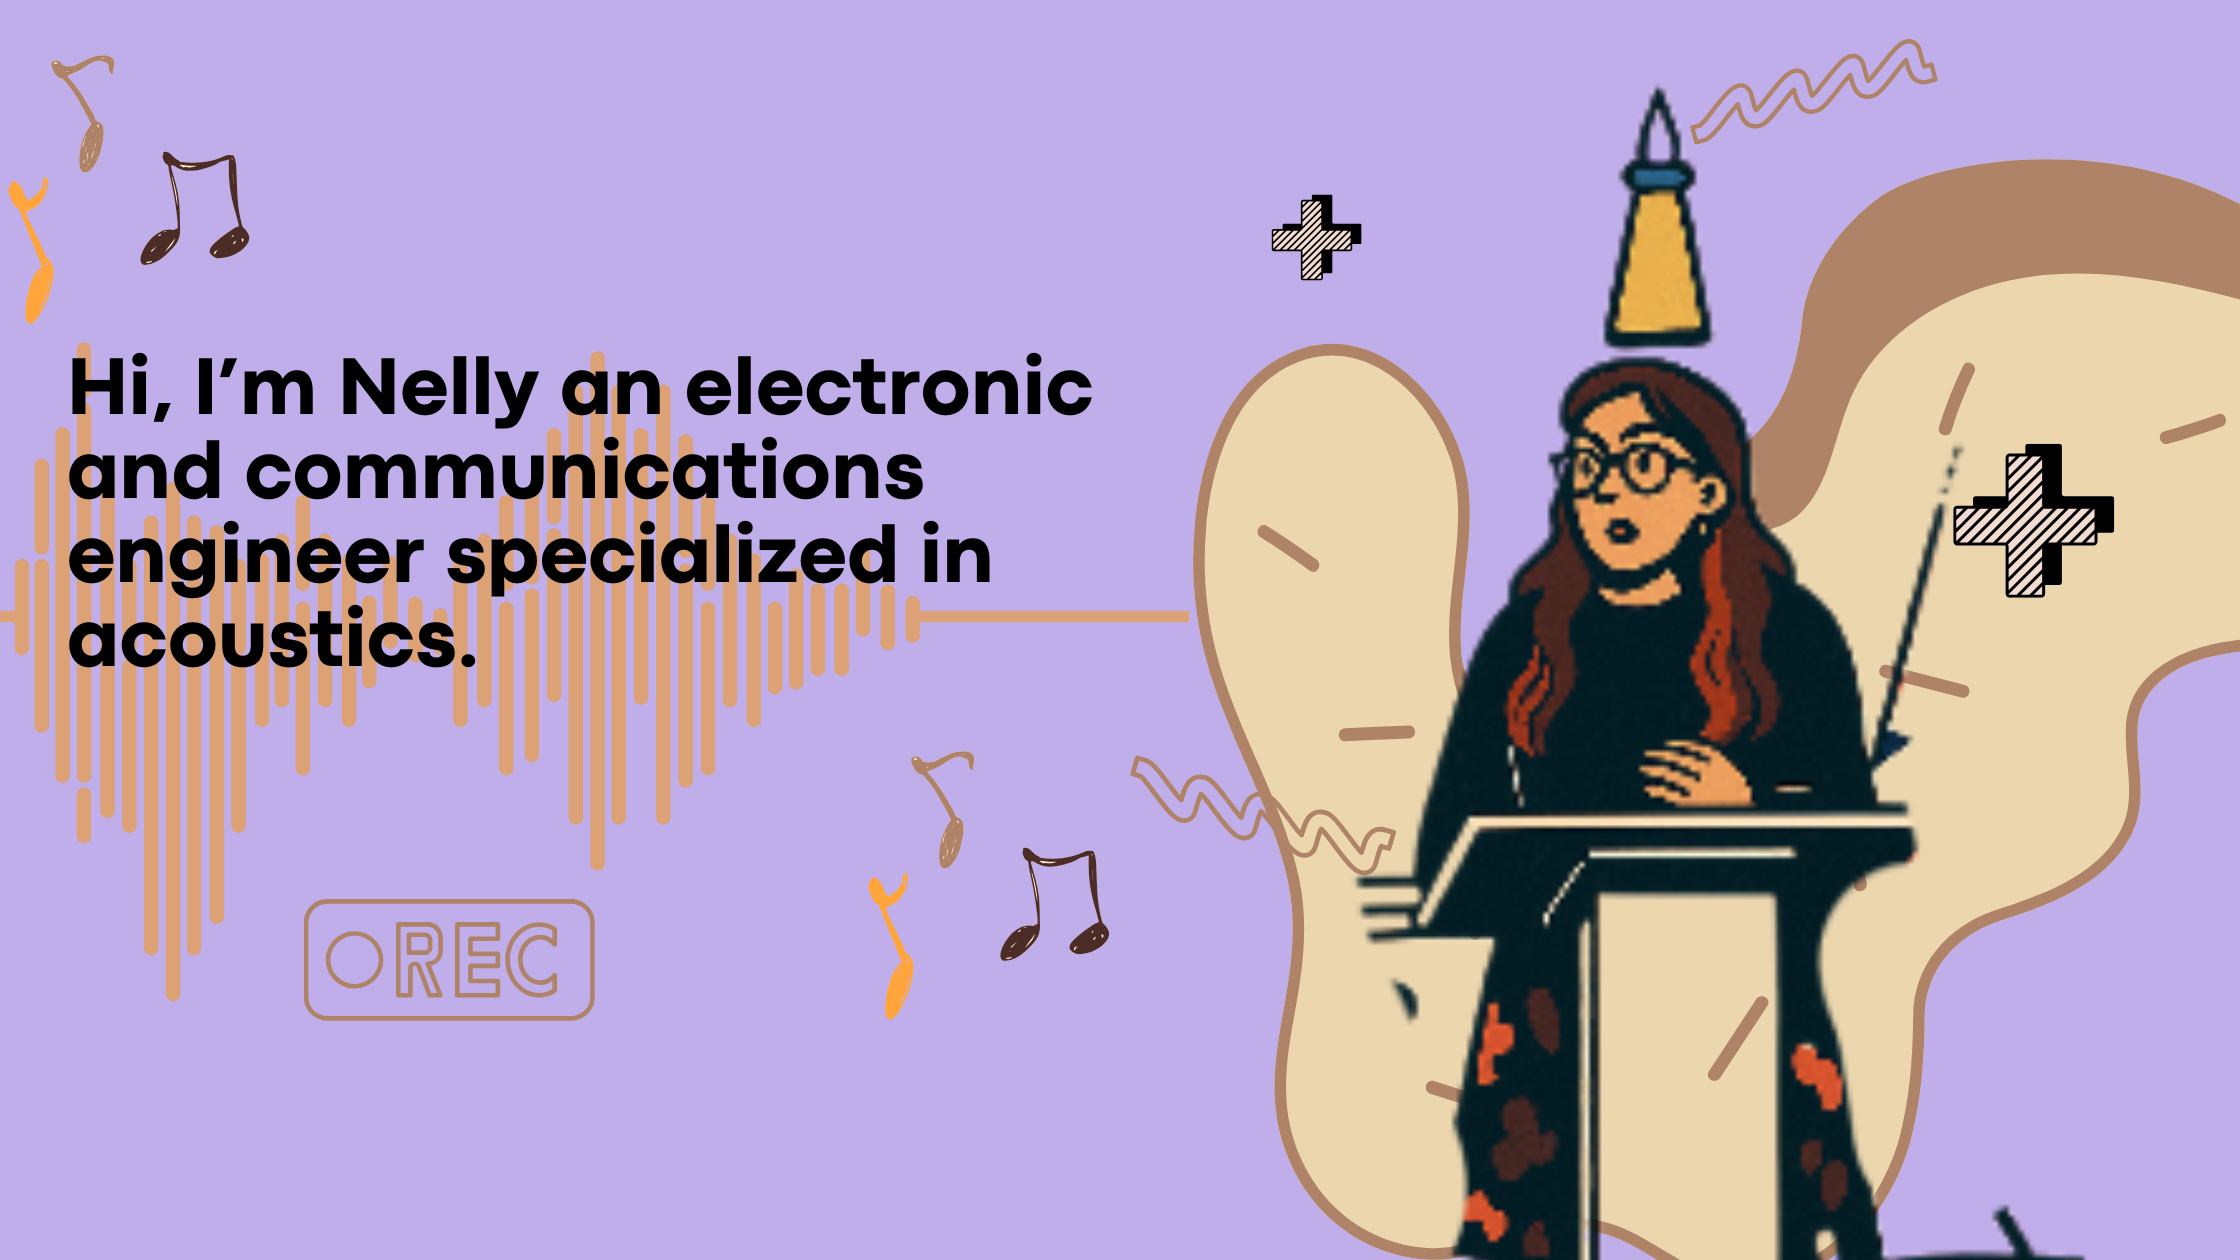 Hi, I’m Nelly an electronic
and communications
engineer specialized in
acoustics.
REC